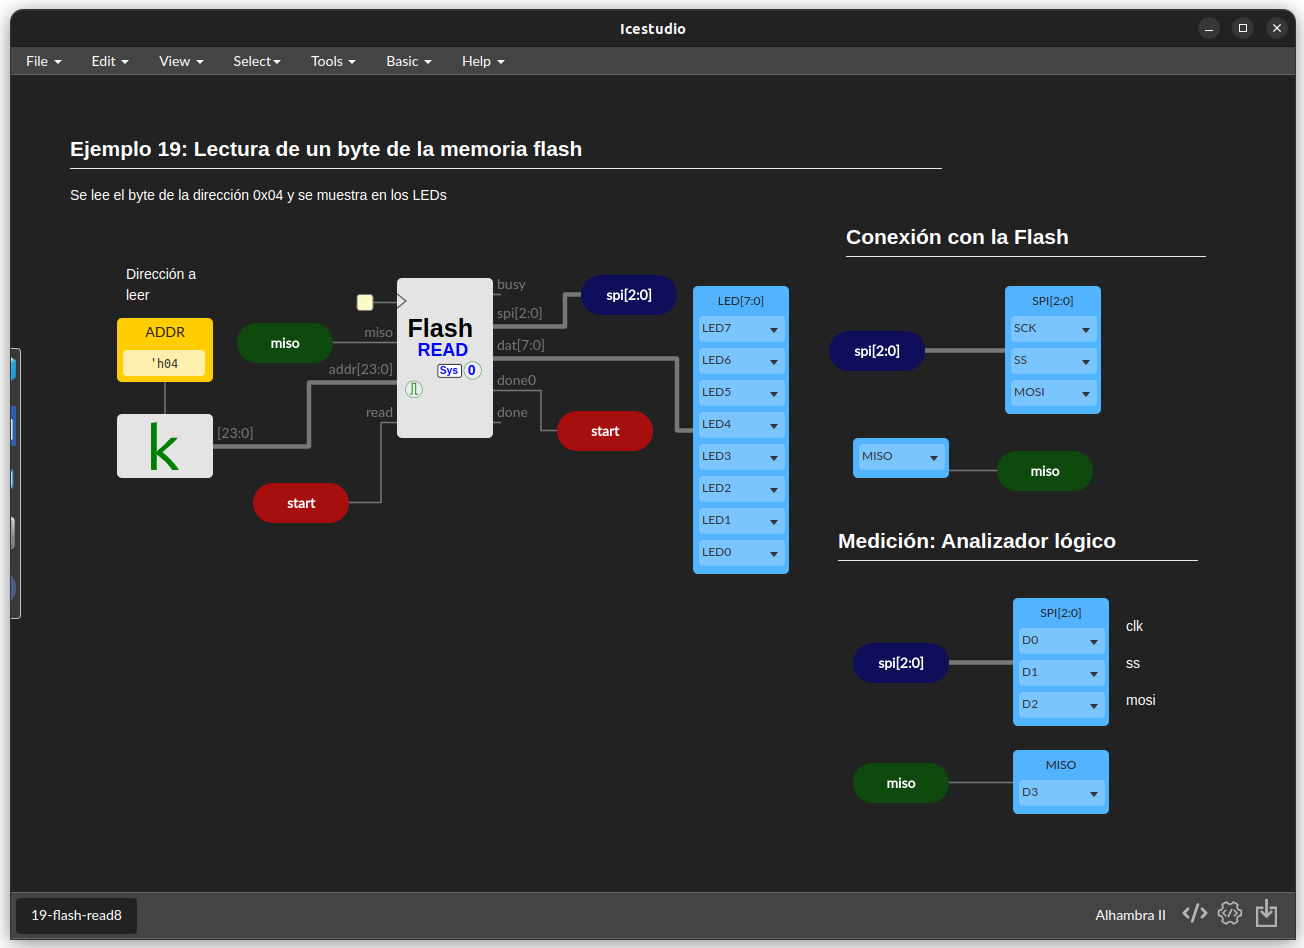 Icestudio
File Edit View Select Tools Basic Help
Ejemplo 19: Lectura de un byte de la memoria flash
Se lee el byte de la dirección 0x04 y se muestra en los LEDs
Conexión con la Flash
Dirección a
leer
ADDR
'h04
k
[23:0]
miso
start
miso
addr[23:0]
read
Flash
READ
Sys 0
busy
spi[2:0]
dat[7:0]
done0
done
spi[2:0]
start
LED[7:0]
LED7
LED6
LED5
LED4
LED3
LED2
LED1
LED0
spi[2:0]
SPI[2:0]
SCK
SS
MOSI
MISO
miso
Medición: Analizador lógico
spi[2:0]
SPI[2:0]
D0
D1
D2
clk
ss
mosi
miso
MISO
D3
19-flash-read8
Alhambra II